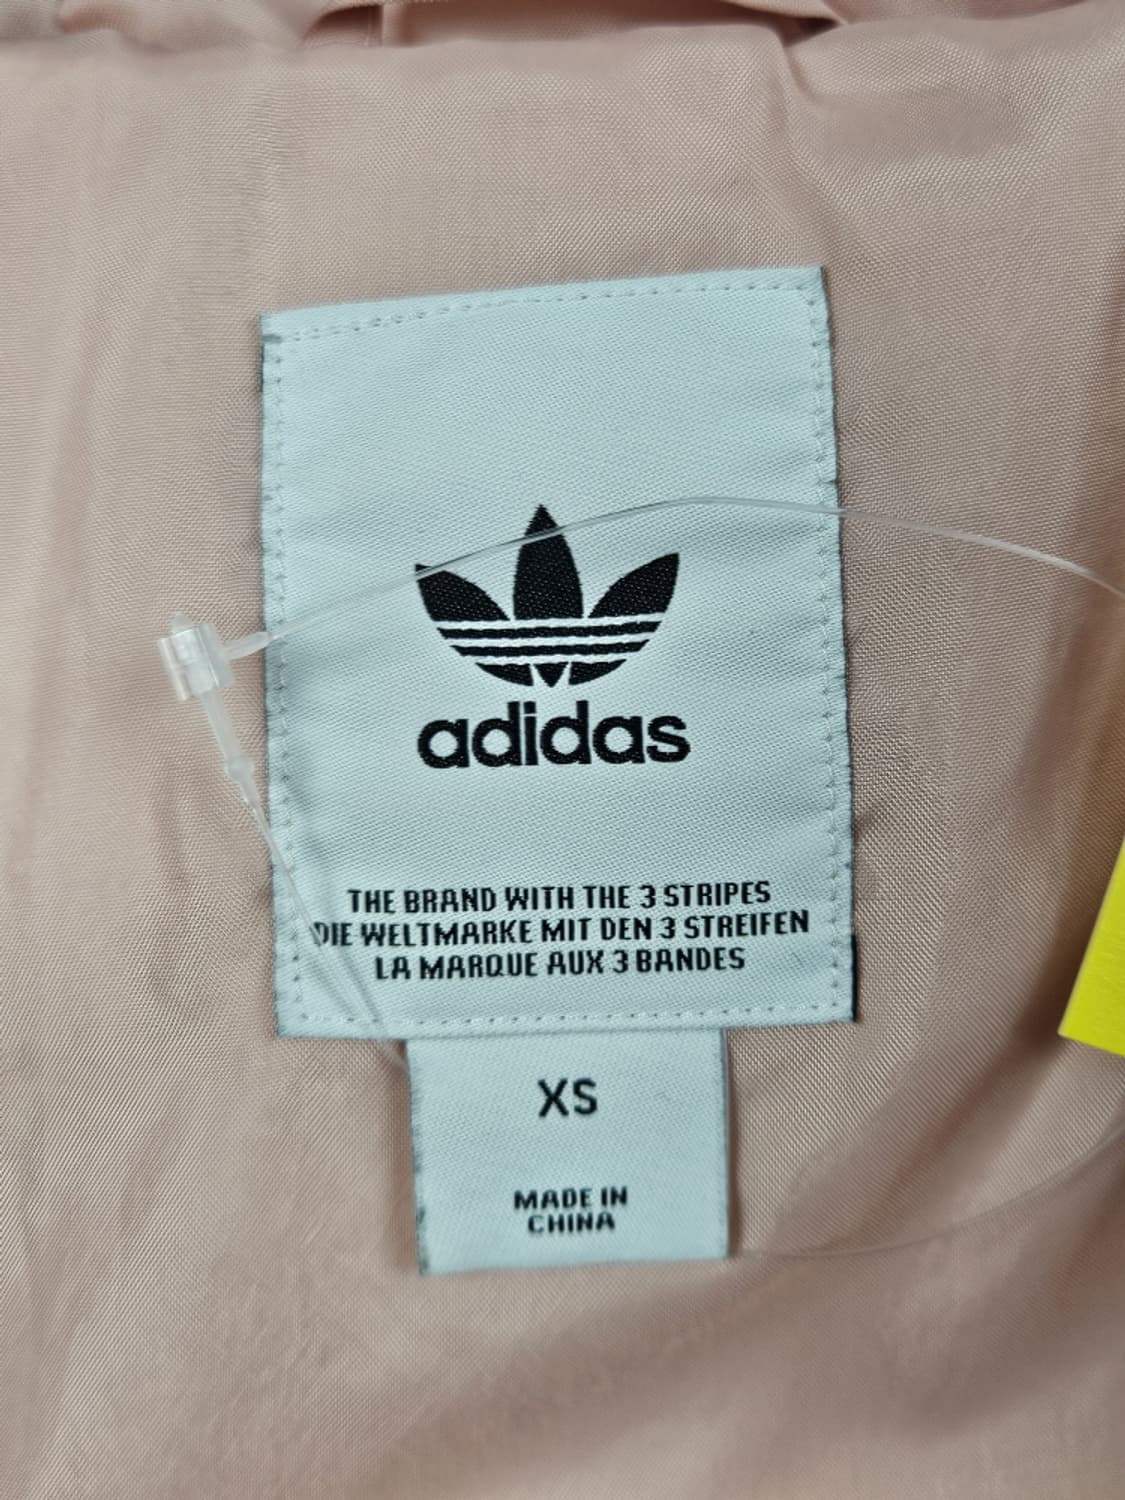 adidas
THE BRAND WITH THE 3 STRIPES
DIE WELTMARKE MIT DEN 3 STREIFEN
LA MARQUE AUX 3 BANDES
XS
MADE IN
CHINA